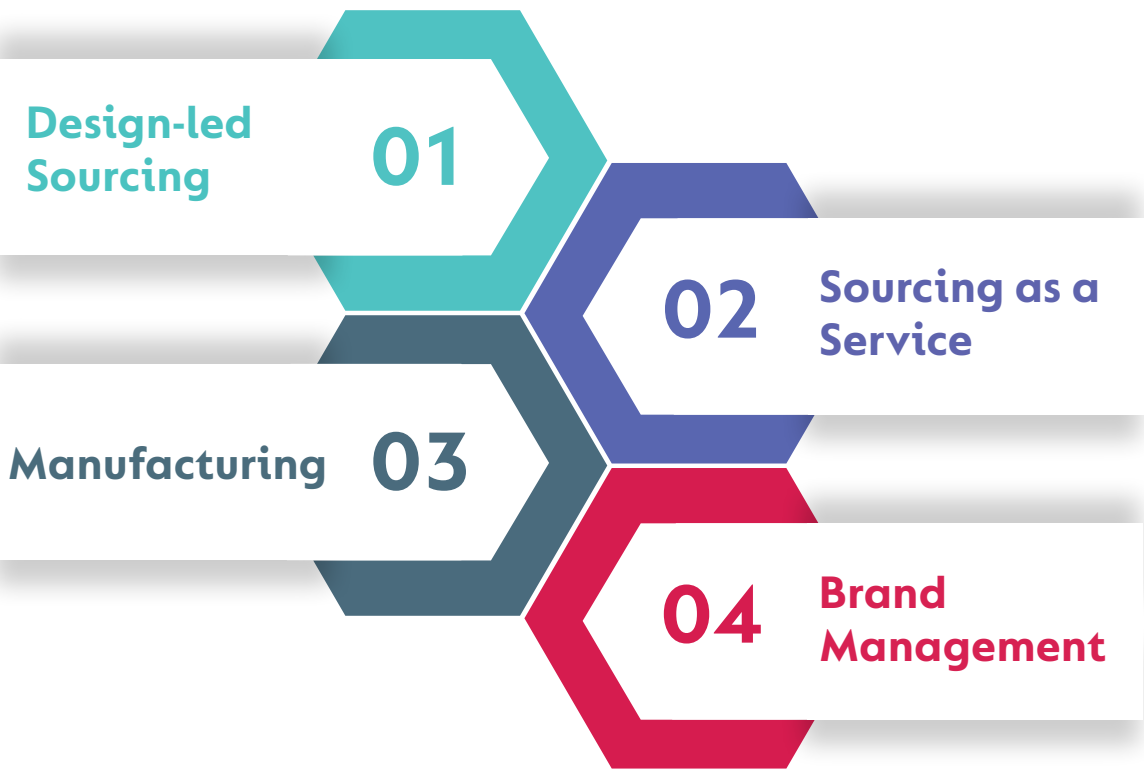 Design-led
Sourcing
01
02
Sourcing as a
Service
Manufacturing 03
04
Brand
Management